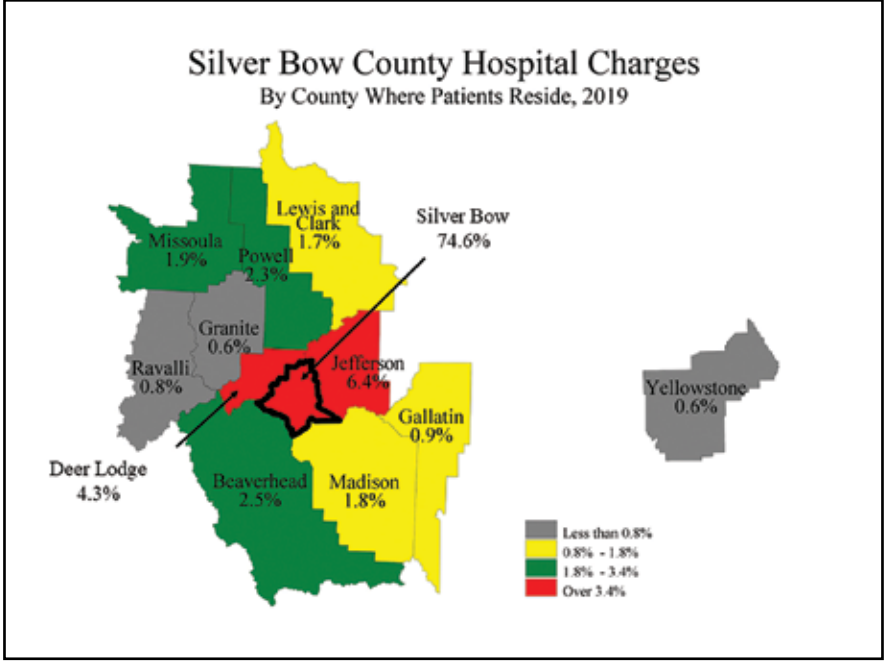 Silver Bow County Hospital Charges
By County Where Patients Reside, 2019
Lewis and
Clark
1.7%
Silver Bow
74.6%
Missoula
1.9%
Powell
2.3%
Granite
0.6%
Ravalli
0.8%
Jefferson
6.4%
Yellowstone
0.6%
Gallatin
0.9%
Deer Lodge
4.3%
Beaverhead
2.5%
Madison
1.8%
Less than 0.8%
0.8% - 1.8%
1.8% - 3.4%
Over 3.4%